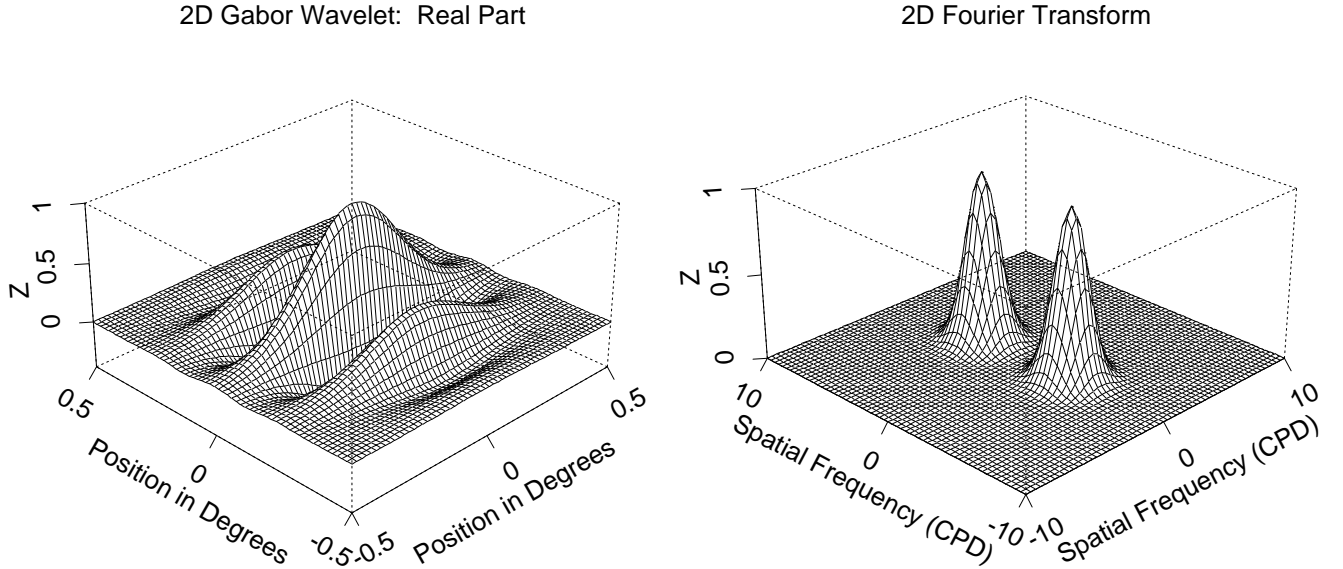 2D Gabor Wavelet: Real Part
Z
0 0.5 1
0.5 0 -0.5
Position in Degrees
-0.5 0 0.5
Position in Degrees
2D Fourier Transform
Z
0 0.5 1
10 0 -10
Spatial Frequency (CPD)
-10 0 10
Spatial Frequency (CPD)